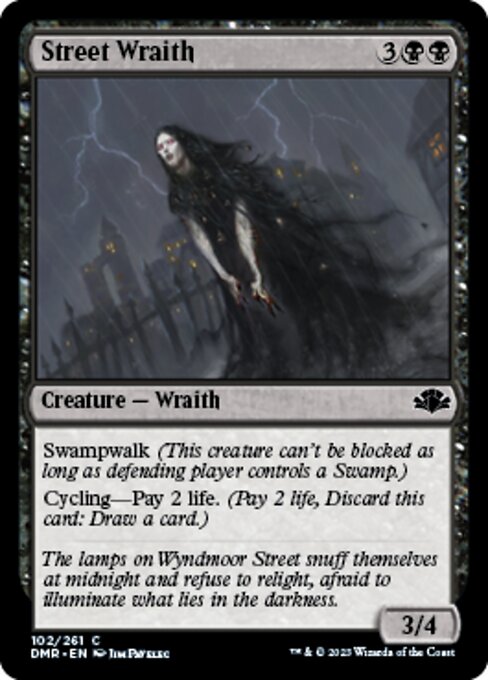 Street Wraith 3
Creature — Wraith
Swampwalk (This creature can't be blocked as
long as defending player controls a Swamp.)
Cycling—Pay 2 life. (Pay 2 life, Discard this
card: Draw a card.)
The lamps on Wyndmoor Street snuff themselves
at midnight and refuse to relight, afraid to
illuminate what lies in the darkness.
3/4
102/261 C
DMR • EN Jim Pavelec
™ & © 2023 Wizards of the Coast